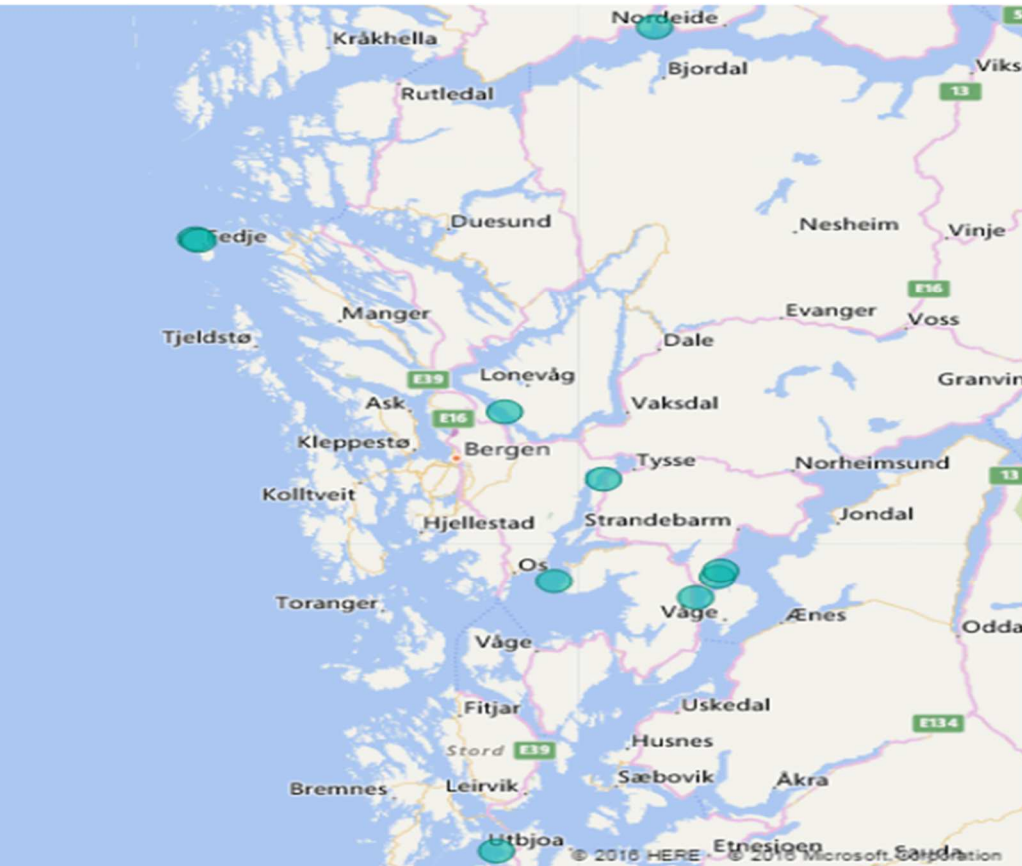 Nordeide
5
Kråkhella
Bjordal
Viks
Rutledal
13
Duesund
Nesheim
Vinje
Fedje
E16
Manger
Evanger
Voss
Tjeldstø
Dale
Lonevåg
E39
Granvin
Ask
Vaksdal
E16
Kleppestø
Bergen
Tysse
Norheimsund
13
Kolltveit
Jondal
Hjellestad
Strandebarm
Os
Toranger
Våge
Ænes
Odda
Våge
Fitjar
Uskedal
E134
Stord
E39
Husnes
Sæbovik
Åkra
Bremnes
Leirvik
Utbjoa
Etnesjøen
Sauda
© 2016 HERE
© 2016 Microsoft Corporation